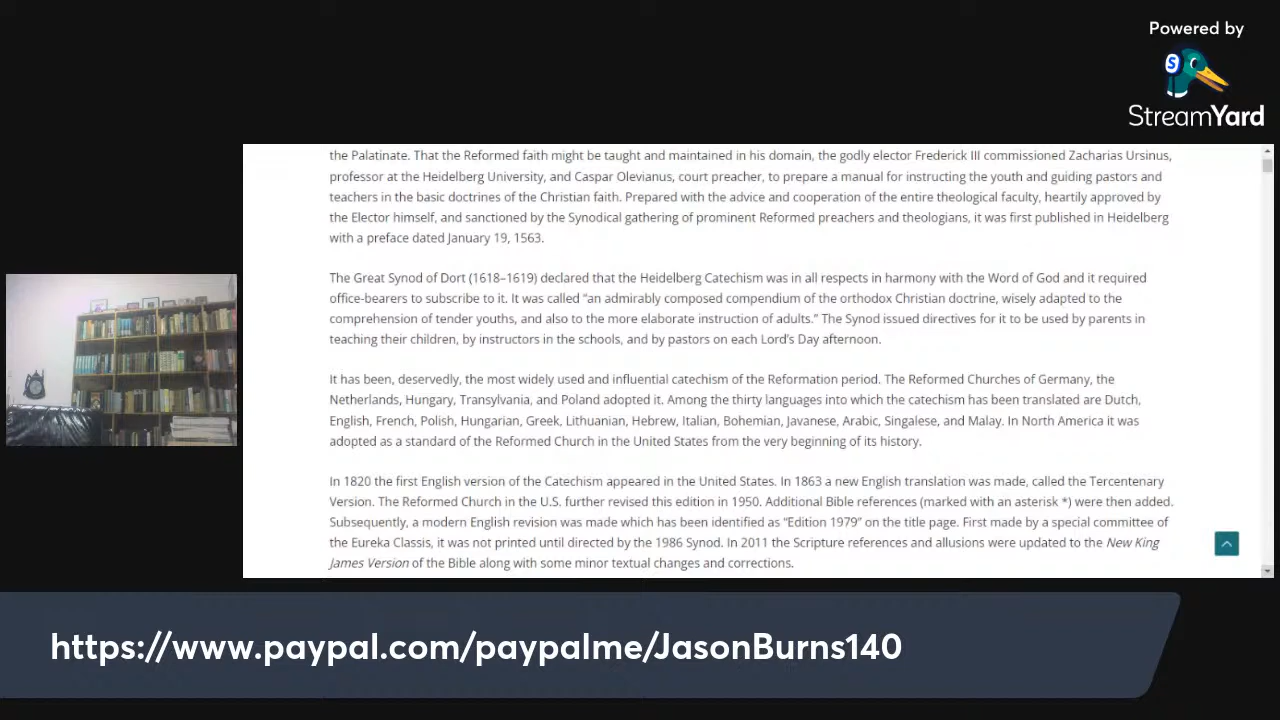 Powered by
S
StreamYard
the Palatinate. That the Reformed faith might be taught and maintained in his domain, the godly elector Frederick III commissioned Zacharias Ursinus,
professor at the Heidelberg University, and Caspar Olevianus, court preacher, to prepare a manual for instructing the youth and guiding pastors and
teachers in the basic doctrines of the Christian faith. Prepared with the advice and cooperation of the entire theological faculty, heartily approved by
the Elector himself, and sanctioned by the Synodical gathering of prominent Reformed preachers and theologians, it was first published in Heidelberg
with a preface dated January 19, 1563.
The Great Synod of Dort (1618–1619) declared that the Heidelberg Catechism was in all respects in harmony with the Word of God and it required
office-bearers to subscribe to it. It was called “an admirably composed compendium of the orthodox Christian doctrine, wisely adapted to the
comprehension of tender youths, and also to the more elaborate instruction of adults.” The Synod issued directives for it to be used by parents in
teaching their children, by instructors in the schools, and by pastors on each Lord’s Day afternoon.
It has been, deservedly, the most widely used and influential catechism of the Reformation period. The Reformed Churches of Germany, the
Netherlands, Hungary, Transylvania, and Poland adopted it. Among the thirty languages into which the catechism has been translated are Dutch,
English, French, Polish, Hungarian, Greek, Lithuanian, Hebrew, Italian, Bohemian, Javanese, Arabic, Singalese, and Malay. In North America it was
adopted as a standard of the Reformed Church in the United States from the very beginning of its history.
In 1820 the first English version of the Catechism appeared in the United States. In 1863 a new English translation was made, called the Tercentenary
Version. The Reformed Church in the U.S. further revised this edition in 1950. Additional Bible references (marked with an asterisk *) were then added.
Subsequently, a modern English revision was made which has been identified as “Edition 1979” on the title page. First made by a special committee of
the Eureka Classis, it was not printed until directed by the 1986 Synod. In 2011 the Scripture references and allusions were updated to the New King
James Version of the Bible along with some minor textual changes and corrections.
https://www.paypal.com/paypalme/JasonBurns140